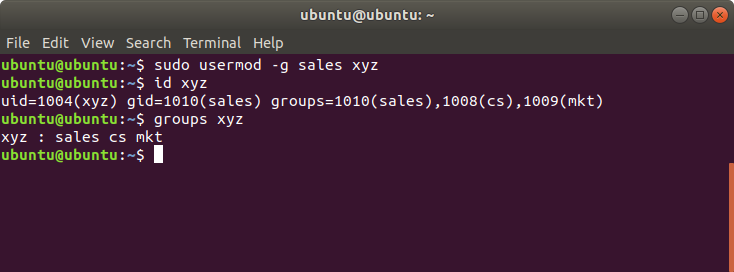 ubuntu@ubuntu: ~
File Edit View Search Terminal Help
ubuntu@ubuntu:~$ sudo usermod -g sales xyz
ubuntu@ubuntu:~$ id xyz
uid=1004(xyz) gid=1010(sales) groups=1010(sales),1008(cs),1009(mkt)
ubuntu@ubuntu:~$ groups xyz
xyz : sales cs mkt
ubuntu@ubuntu:~$